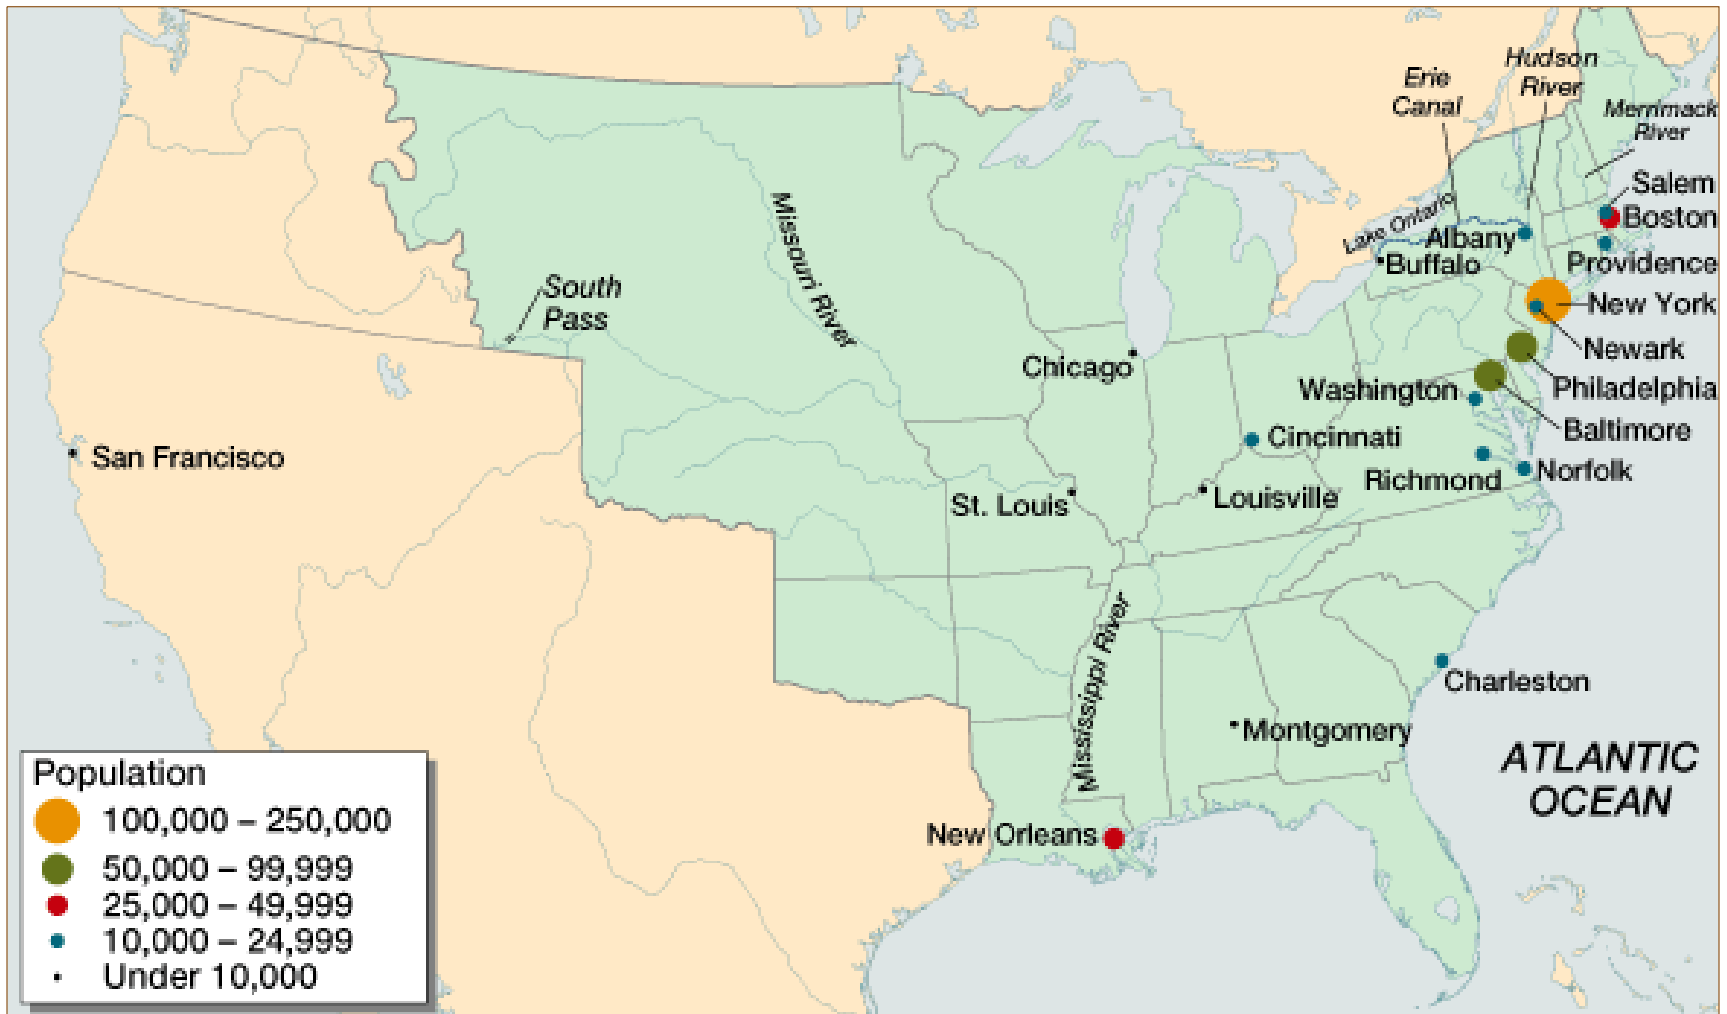 Hudson
River
Erie
Canal
Merrimack
River
Salem
Boston
Lake Ontario
Albany
Buffalo
Providence
New York
Newark
Philadelphia
Baltimore
Washington
Missouri River
South
Pass
Chicago
Cincinnati
Richmond
Norfolk
San Francisco
St. Louis
Louisville
Mississippi River
Charleston
Montgomery
ATLANTIC
OCEAN
New Orleans
Population
100,000 – 250,000
50,000 – 99,999
25,000 – 49,999
10,000 – 24,999
Under 10,000